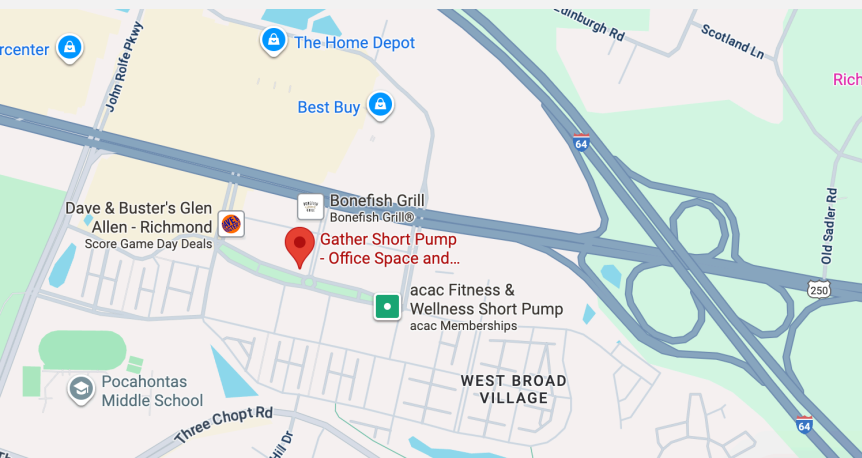 Edinburgh Rd
Scotland Ln
rcenter
The Home Depot
John Rolfe Pkwy
Rich
Best Buy
64
Bonefish Grill
Bonefish Grill®
Dave & Buster's Glen
Allen - Richmond
Score Game Day Deals
Gather Short Pump
- Office Space and...
Old Sadler Rd
250
acac Fitness &
Wellness Short Pump
acac Memberships
WEST BROAD
VILLAGE
Pocahontas
Middle School
Three Chopt Rd
Hill Dr
64